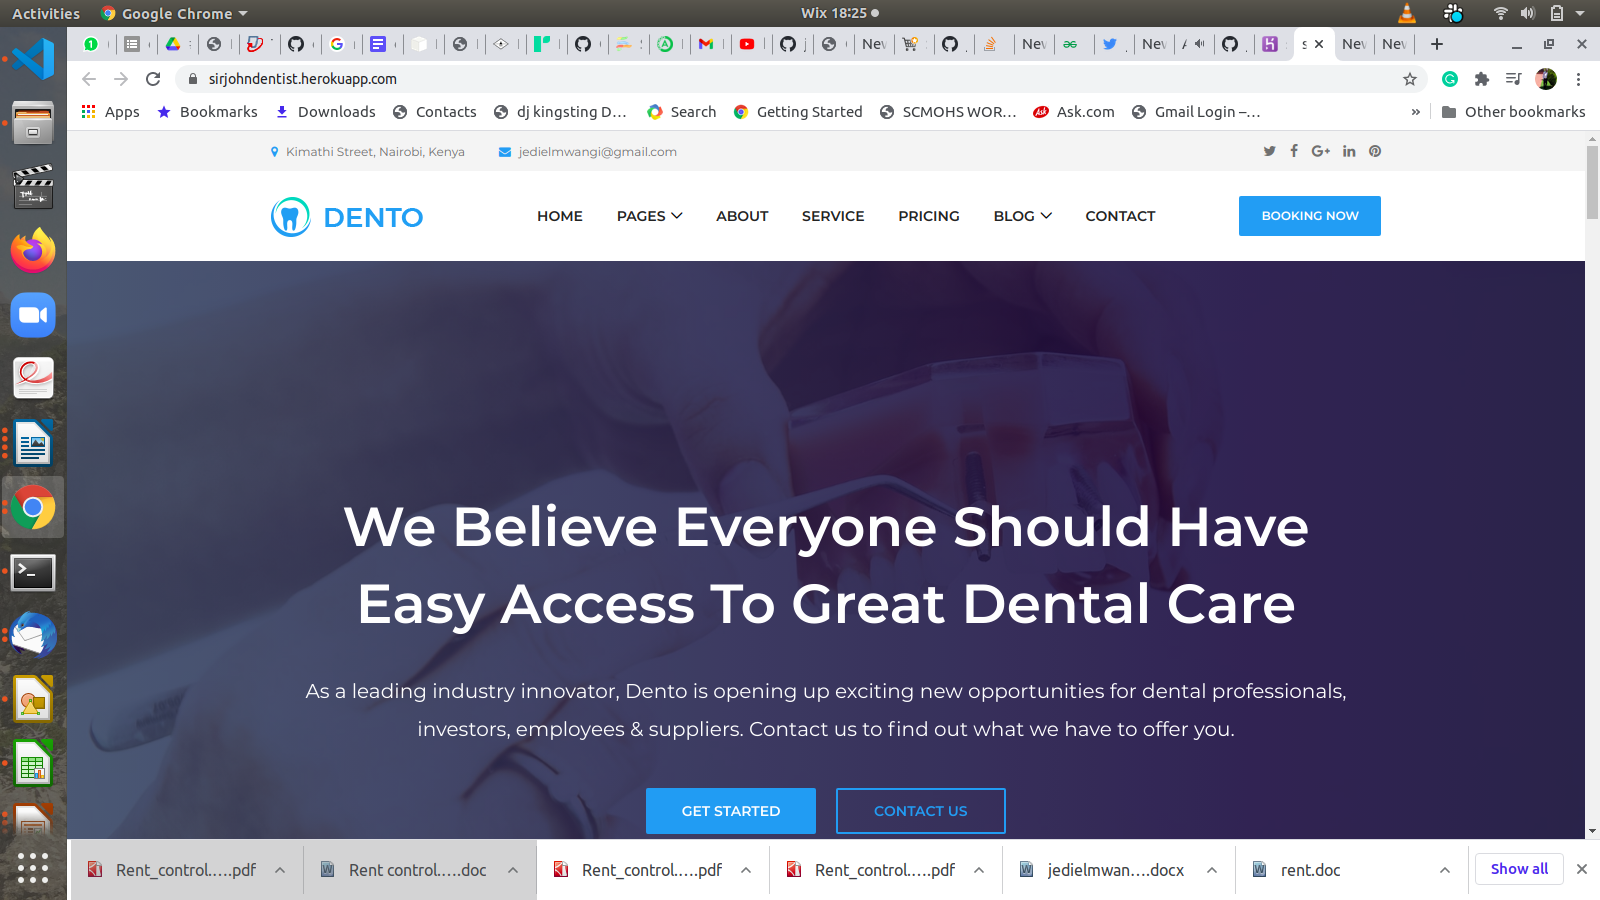 Activities Google Chrome Wix 18:25
New New New New New
sirjohndentist.herokuapp.com
Apps Bookmarks Downloads Contacts dj kingsting D... Search Getting Started SCMOHS WOR... Ask.com Gmail Login –... » Other bookmarks
Kimathi Street, Nairobi, Kenya jedielmwangi@gmail.com
DENTO HOME PAGES ABOUT SERVICE PRICING BLOG CONTACT BOOKING NOW
We Believe Everyone Should Have
Easy Access To Great Dental Care
As a leading industry innovator, Dento is opening up exciting new opportunities for dental professionals,
investors, employees & suppliers. Contact us to find out what we have to offer you.
GET STARTED CONTACT US
Rent_control.....pdf Rent control.....doc Rent_control.....pdf Rent_control.....pdf jedielmwan....docx rent.doc Show all